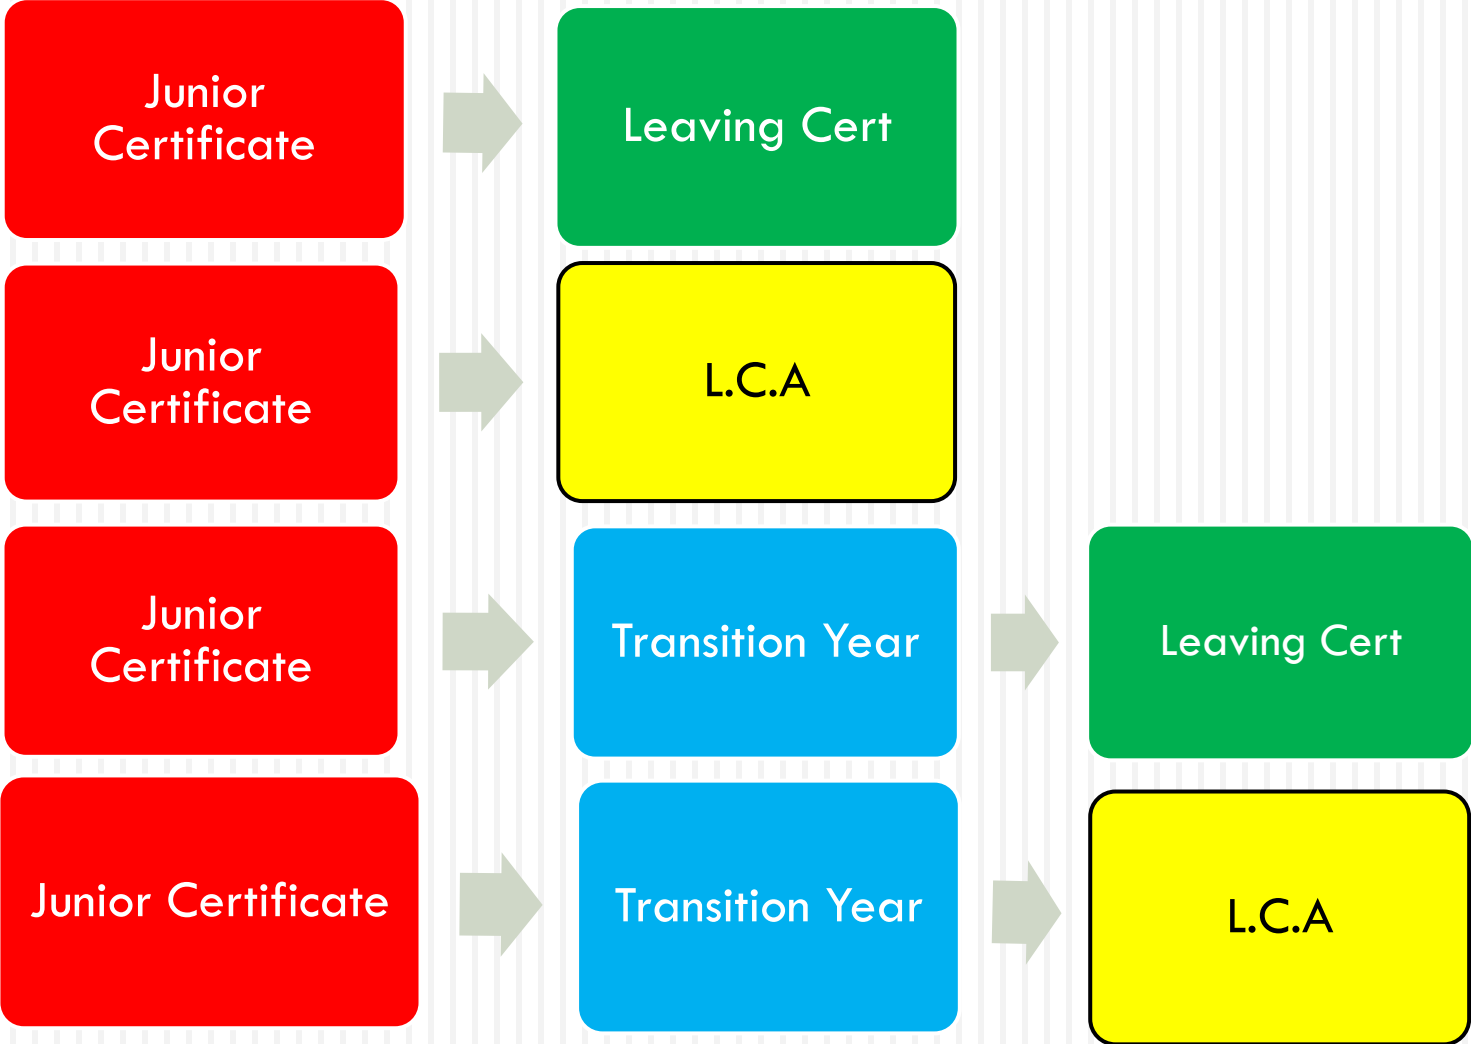 Junior
Certificate
Leaving Cert
Junior
Certificate
L.C.A
Junior
Certificate
Transition Year
Leaving Cert
Junior Certificate
Transition Year
L.C.A